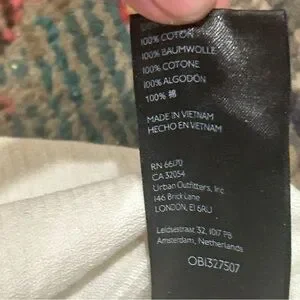 100% COTON
100% BAUMWOLLE
100% COTONE
100% ALGODÓN
100% 棉
MADE IN VIETNAM
HECHO EN VIETNAM
RN 66170
CA 32054
Urban Outfitters, Inc
146 Brick Lane
LONDON, E1 6RU
Leidsestraat 32, 1017 PB
Amsterdam, Netherlands
OB1327507